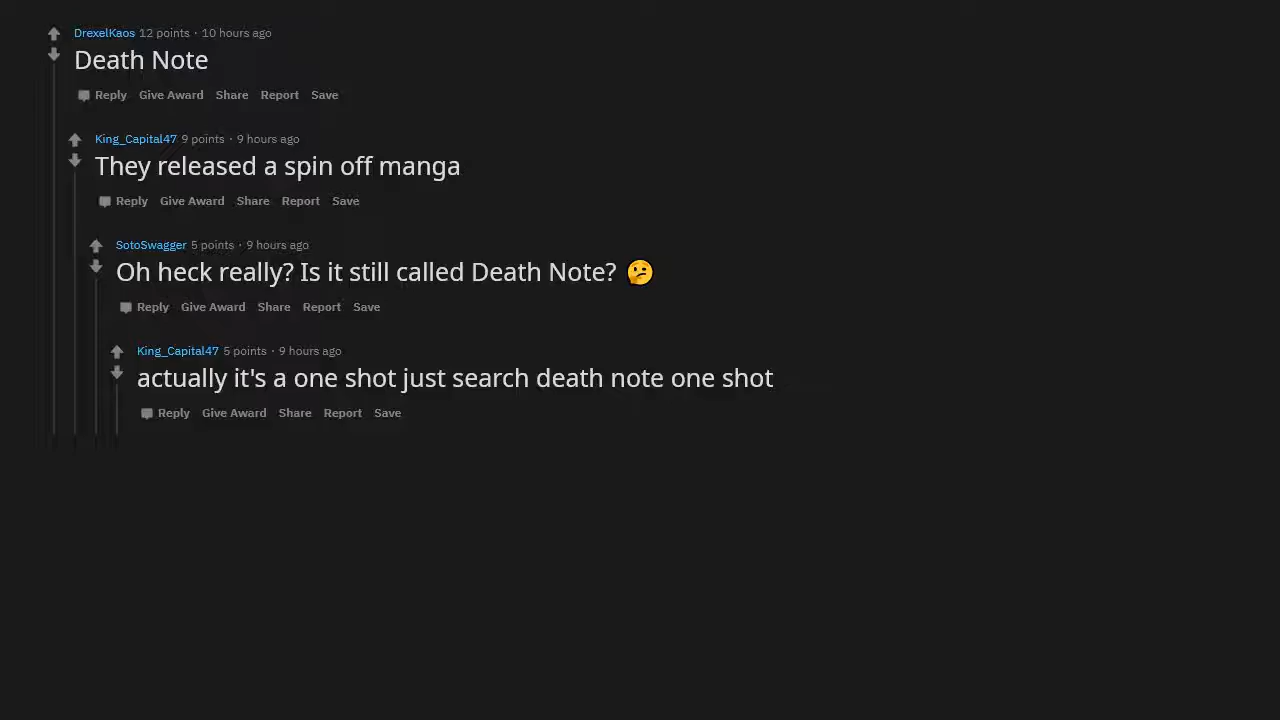 DrexelKaos 12 points · 10 hours ago
Death Note
Reply Give Award Share Report Save
King_Capital47 9 points · 9 hours ago
They released a spin off manga
Reply Give Award Share Report Save
SotoSwagger 5 points · 9 hours ago
Oh heck really? Is it still called Death Note? 🤔
Reply Give Award Share Report Save
King_Capital47 5 points · 9 hours ago
actually it's a one shot just search death note one shot
Reply Give Award Share Report Save